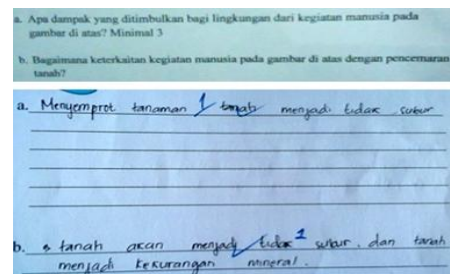 a. Apa dampak yang ditimbulkan bagi lingkungan dari kegiatan manusia pada
gambar di atas? Minimal 3
b. Bagaimana keterkaitan kegiatan manusia pada gambar di atas dengan pencemaran
tanah?
a. Menyemprot tanaman 1 tanah menjadi tidak subur
b. tanah akan menjadi tidak 1 subur, dan tanah
menjadi kekurangan mineral.